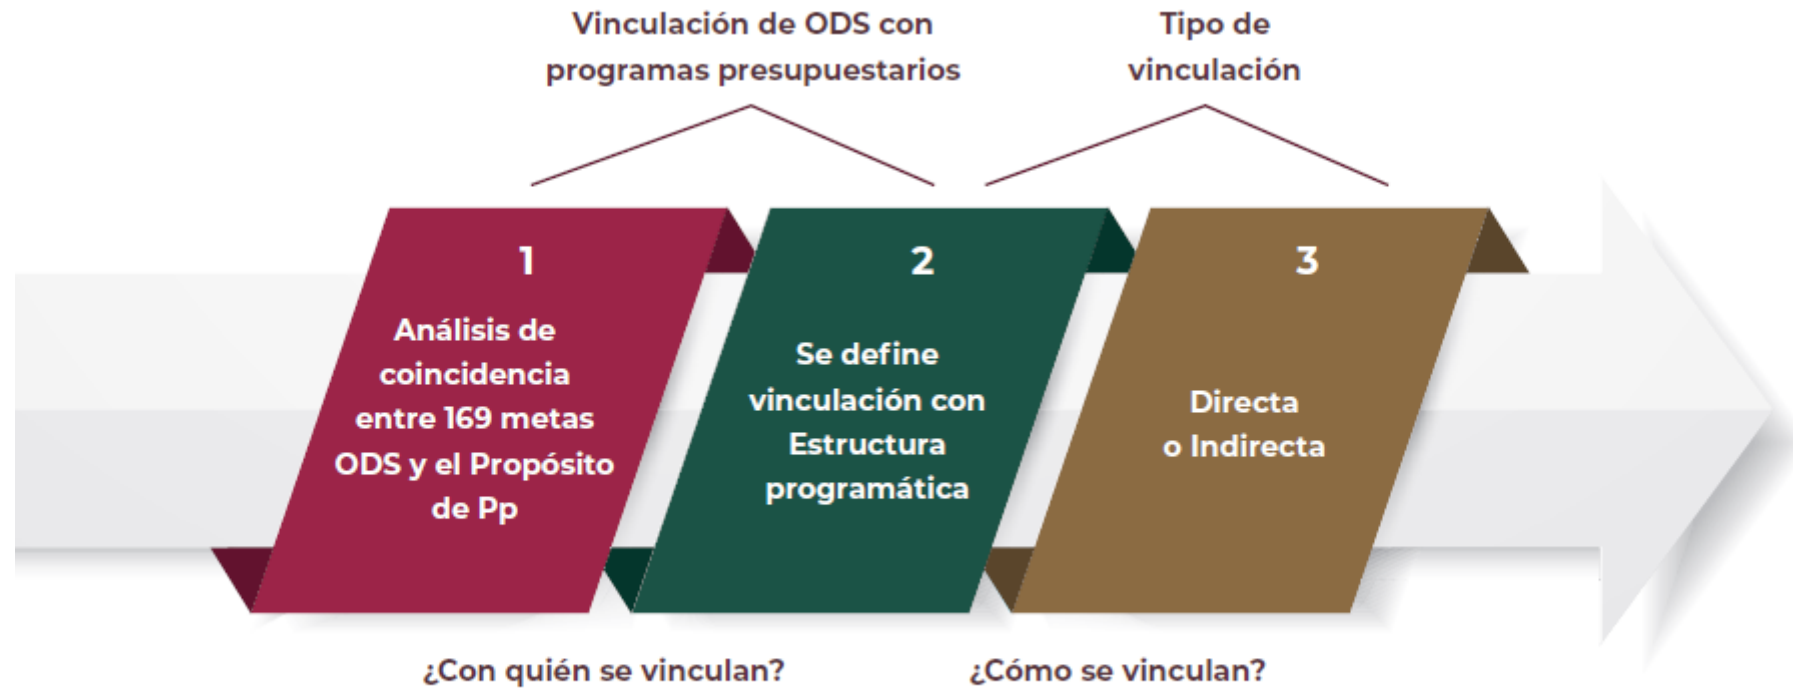 Vinculación de ODS con
programas presupuestarios
Tipo de
vinculación
1
Análisis de
coincidencia
entre 169 metas
ODS y el Propósito
de Pp
2
Se define
vinculación con
Estructura
programática
3
Directa
o Indirecta
¿Con quién se vinculan?
¿Cómo se vinculan?